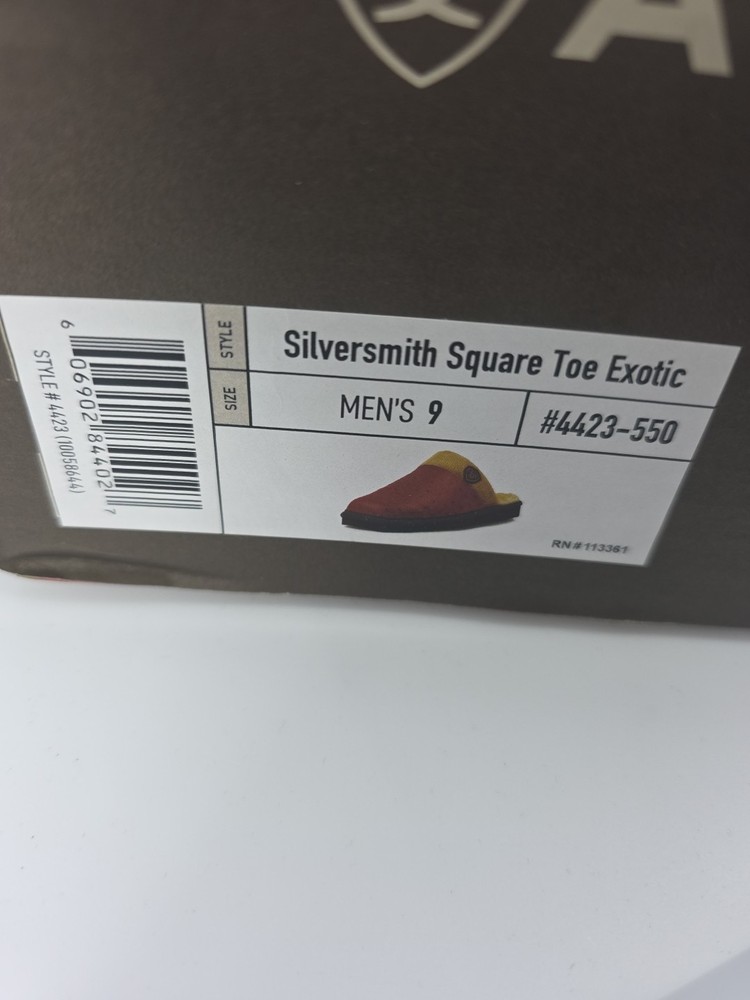 A
STYLE
Silversmith Square Toe Exotic
SIZE
MEN'S 9
#4423-550
RN#113361
6 06902 84402 7
STYLE # 4423 (10058644)